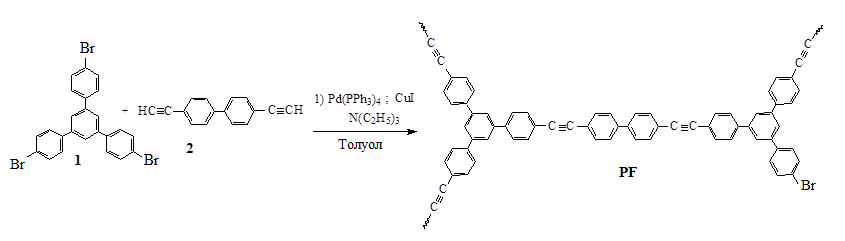 Br
Br
Br
1
+
HC
CH
2
1) Pd(PPh3)4 ; CuI
N(C2H5)3
Толуол
C
C
C
C
C
C
C
C
C
C
Br
PF